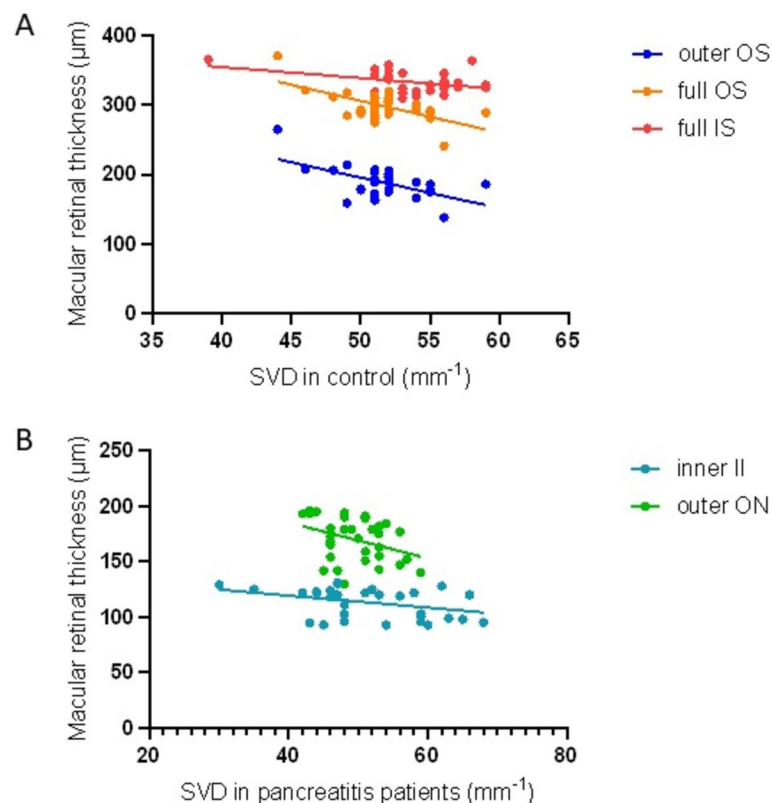 A
Macular retinal thickness (µm)
400
300
200
100
0
35
40
45
50
55
60
65
SVD in control (mm⁻¹)
outer OS
full OS
full IS
B
Macular retinal thickness (µm)
250
200
150
100
50
0
20
40
60
80
SVD in pancreatitis patients (mm⁻¹)
inner II
outer ON